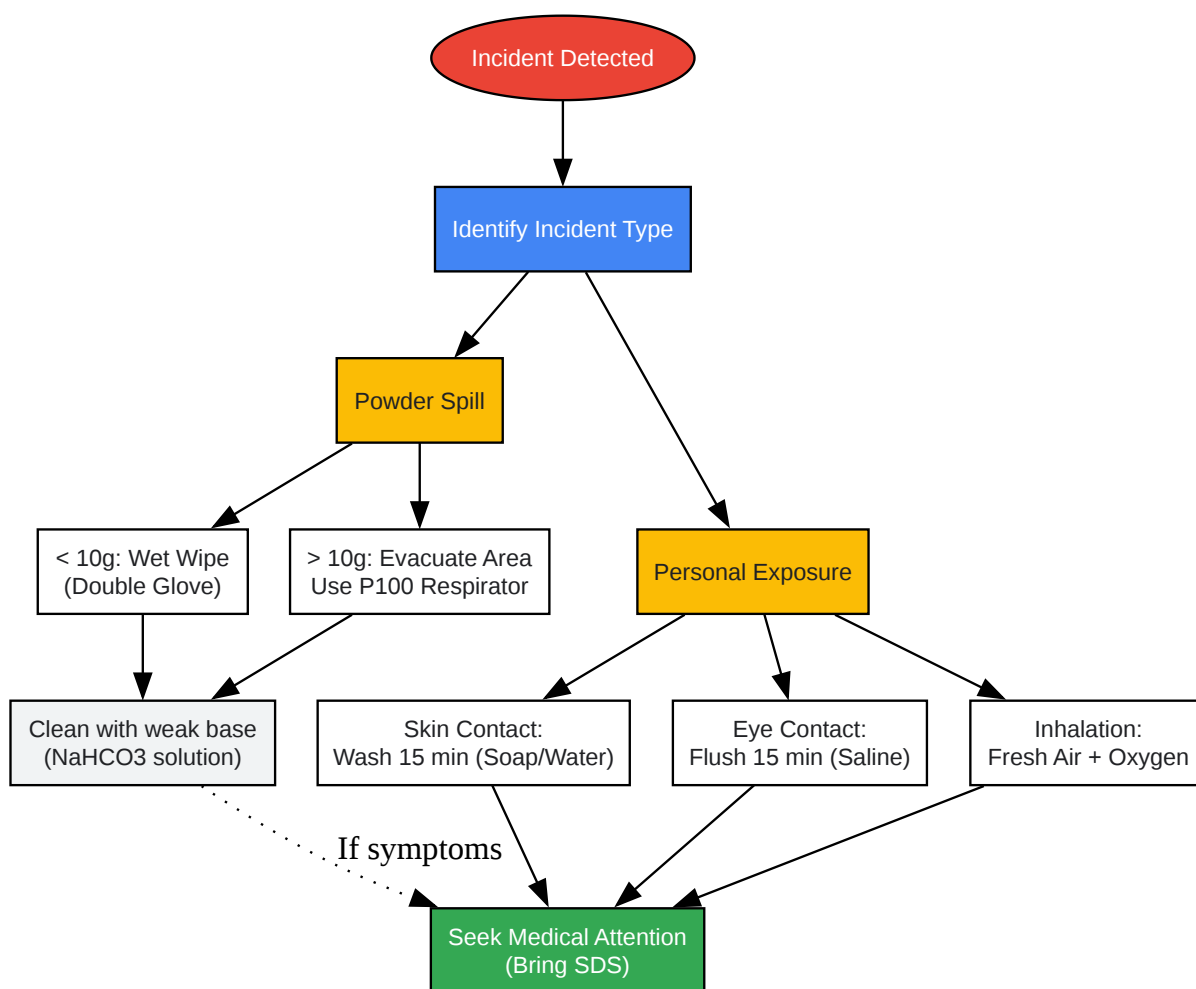 Incident Detected
Identify Incident Type
Powder Spill
< 10g: Wet Wipe
(Double Glove)
> 10g: Evacuate Area
Use P100 Respirator
Personal Exposure
Clean with weak base
(NaHCO3 solution)
Skin Contact:
Wash 15 min (Soap/Water)
Eye Contact:
Flush 15 min (Saline)
Inhalation:
Fresh Air + Oxygen
If symptoms
Seek Medical Attention
(Bring SDS)